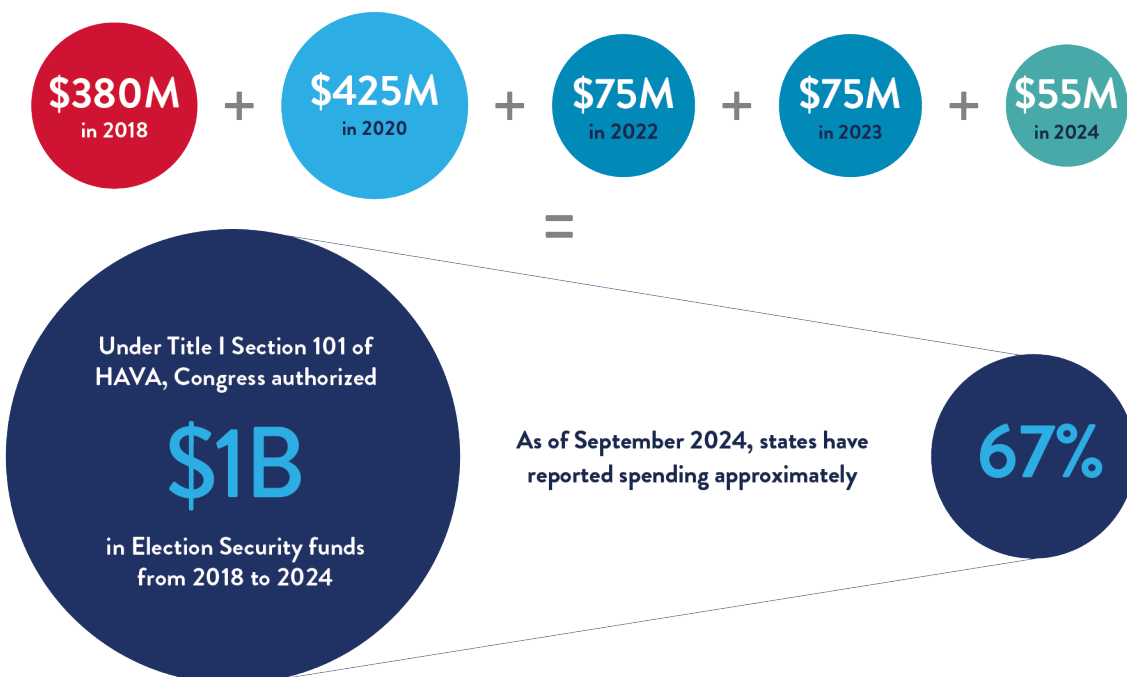 $380M
in 2018
+
$425M
in 2020
+
$75M
in 2022
+
$75M
in 2023
+
$55M
in 2024
=
Under Title I Section 101 of
HAVA, Congress authorized
$1B
in Election Security funds
from 2018 to 2024
As of September 2024, states have
reported spending approximately
67%